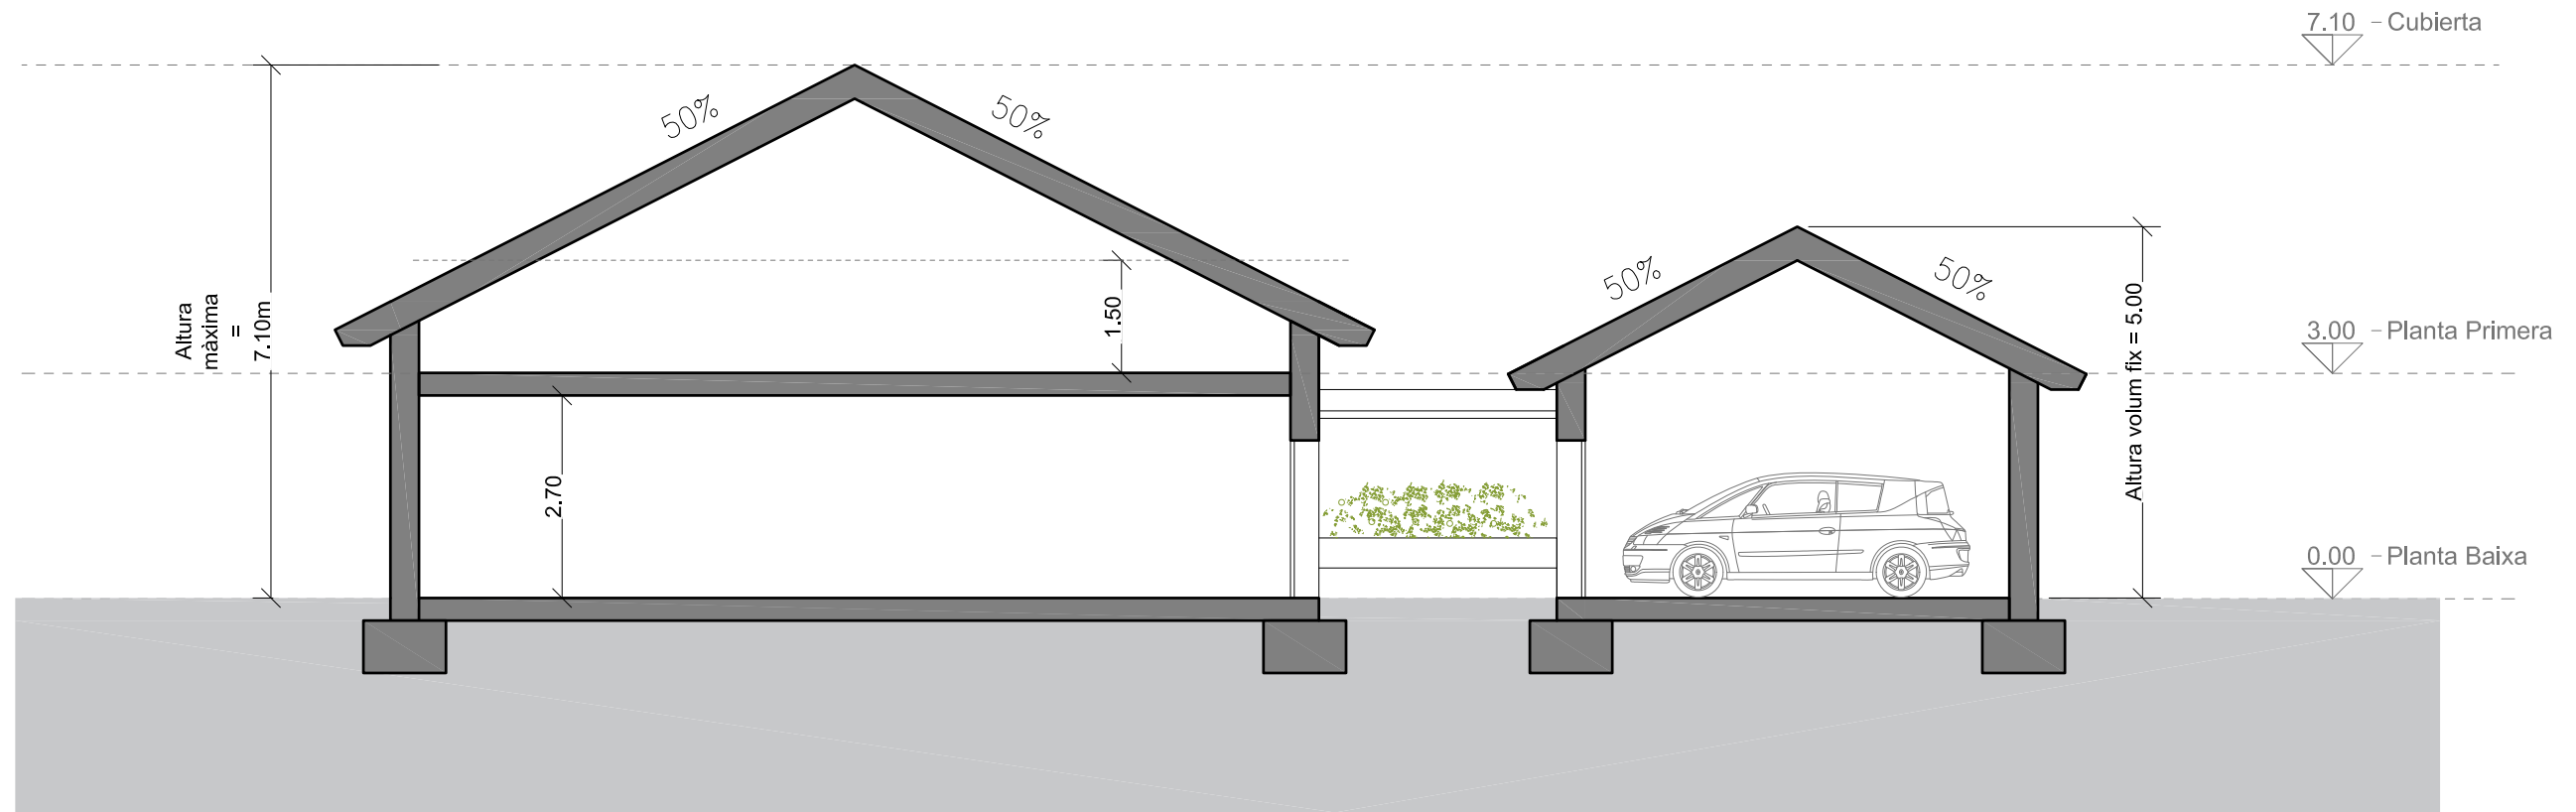 7.10 - Cubierta
50%
50%
Altura
màxima
=
7.10m
1.50
50%
50%
Altura volum fix = 5.00
3.00 - Planta Primera
2.70
0.00 - Planta Baixa